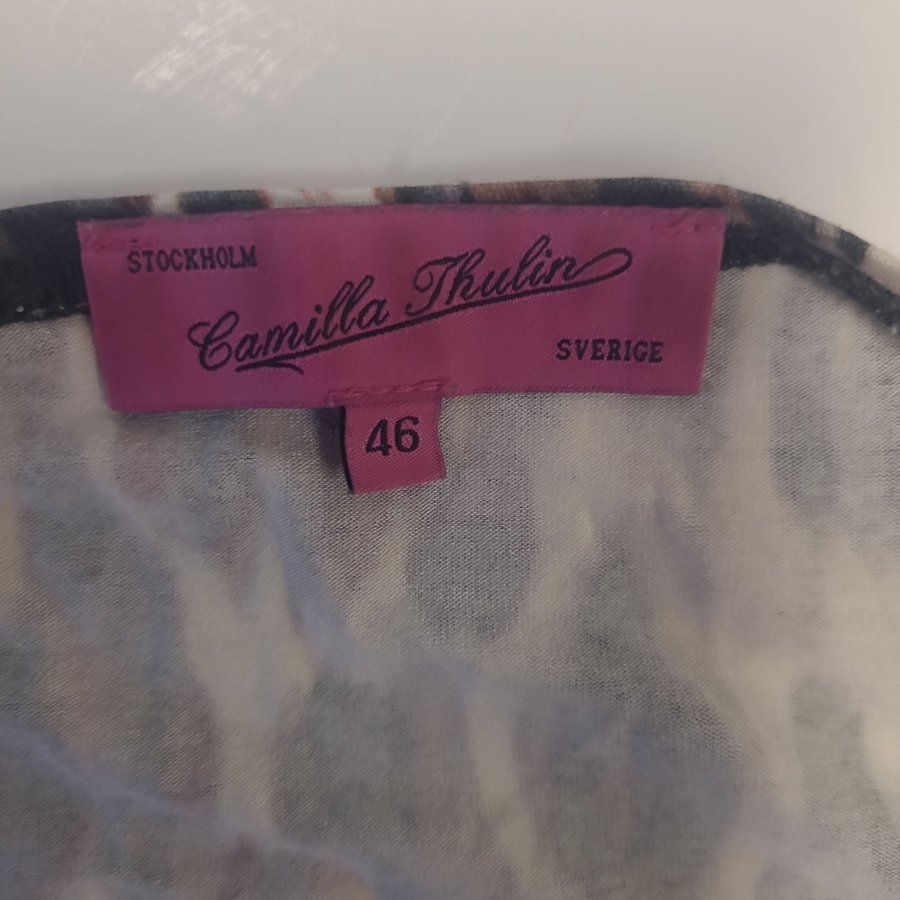 STOCKHOLM
Camilla Thulin
SVERIGE
46